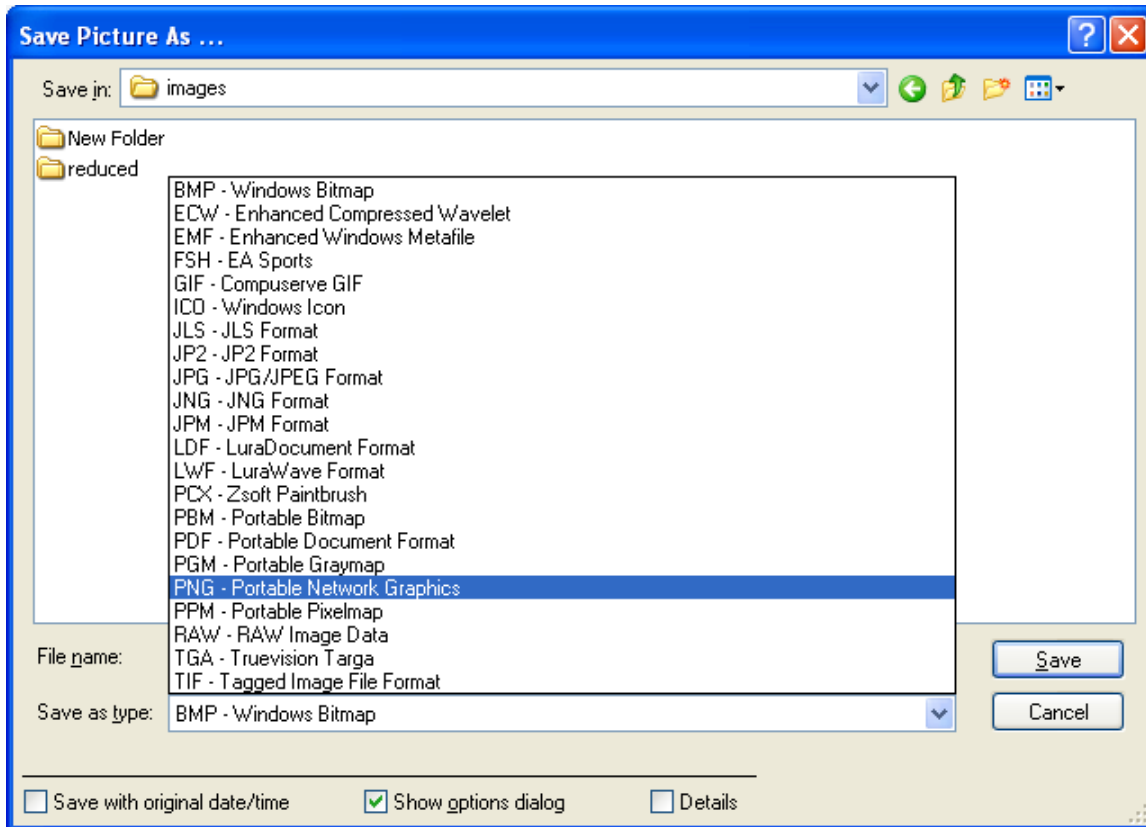 Save Picture As ...
Save in: images
New Folder
reduced
BMP - Windows Bitmap
ECW - Enhanced Compressed Wavelet
EMF - Enhanced Windows Metafile
FSH - EA Sports
GIF - Compuserve GIF
ICO - Windows Icon
JLS - JLS Format
JP2 - JP2 Format
JPG - JPG/JPEG Format
JNG - JNG Format
JPM - JPM Format
LDF - LuraDocument Format
LWF - LuraWave Format
PCX - Zsoft Paintbrush
PBM - Portable Bitmap
PDF - Portable Document Format
PGM - Portable Graymap
PNG - Portable Network Graphics
PPM - Portable Pixelmap
RAW - RAW Image Data
TGA - Truevision Targa
TIF - Tagged Image File Format
File name: Save
Save as type: BMP - Windows Bitmap Cancel
Save with original date/time Show options dialog Details